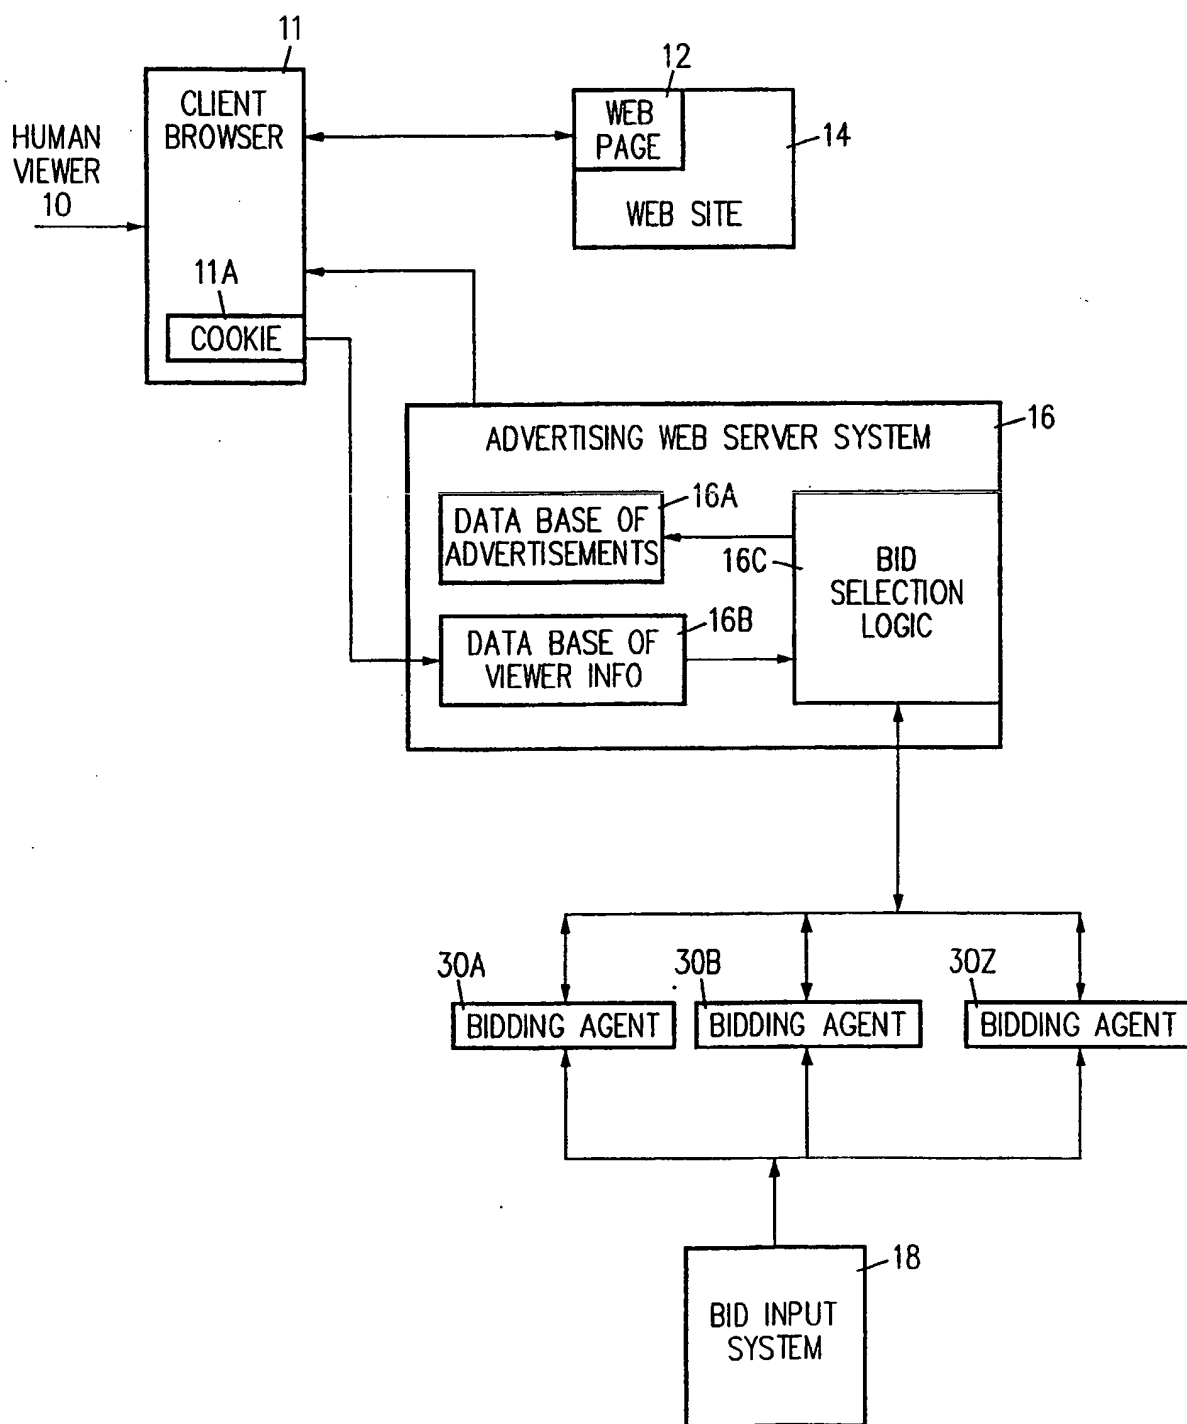 11
CLIENT
BROWSER
HUMAN
VIEWER
10
11A
COOKIE
12
WEB
PAGE
14
WEB SITE
16
ADVERTISING WEB SERVER SYSTEM
16A
DATA BASE OF
ADVERTISEMENTS
16C
BID
SELECTION
LOGIC
16B
DATA BASE OF
VIEWER INFO
30A
BIDDING AGENT
30B
BIDDING AGENT
30Z
BIDDING AGENT
18
BID INPUT
SYSTEM